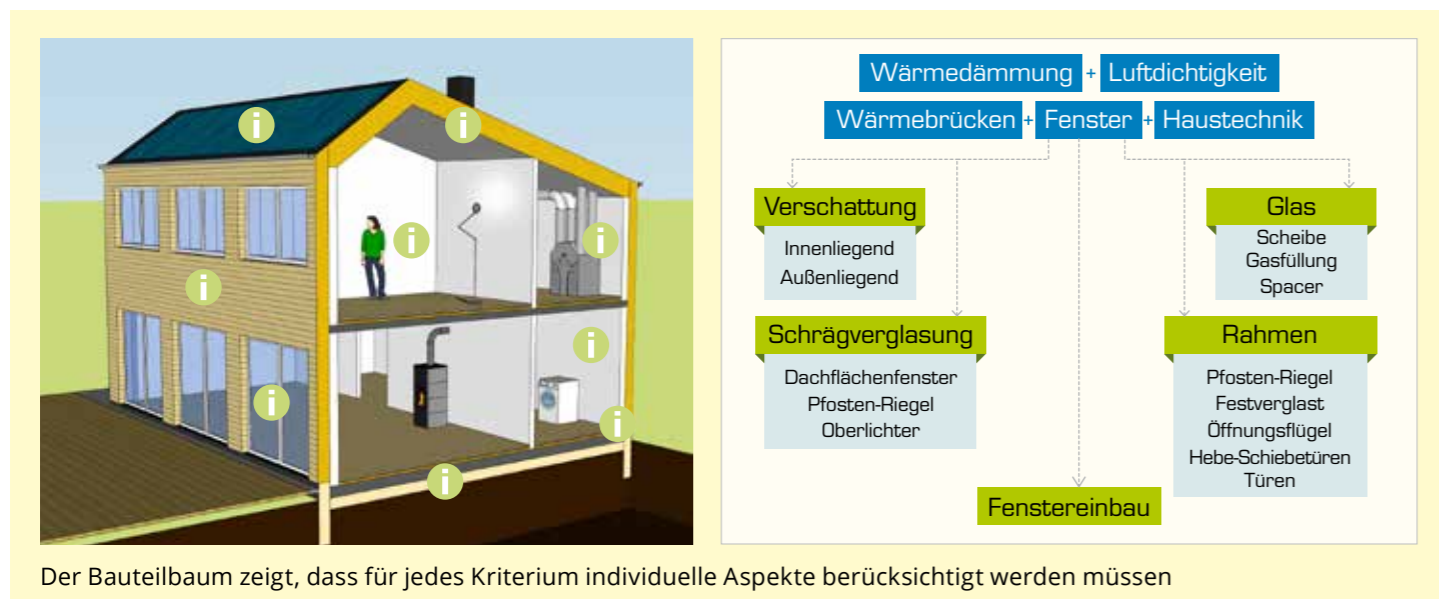 Wärmedämmung + Luftdichtigkeit
Wärmebrücken + Fenster + Haustechnik
Verschattung
Innenliegend
Außenliegend
Glas
Scheibe
Gasfüllung
Spacer
Schrägverglasung
Dachflächenfenster
Pfosten-Riegel
Oberlichter
Rahmen
Pfosten-Riegel
Festverglast
Öffnungsflügel
Hebe-Schiebetüren
Türen
Fenstereinbau
i
i
i
i
i
i
i
i
i
Der Bauteilbaum zeigt, dass für jedes Kriterium individuelle Aspekte berücksichtigt werden müssen